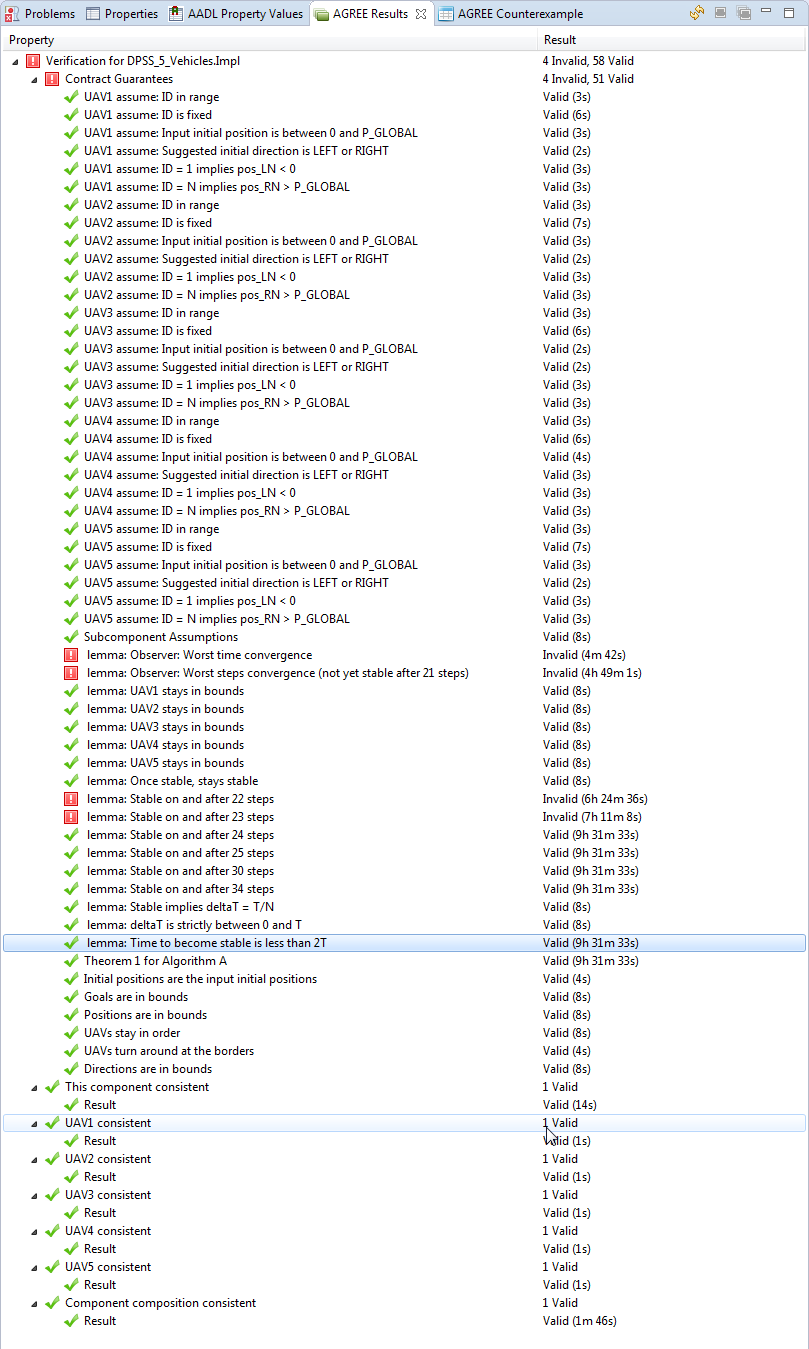 Problems Properties AADL Property Values AGREE Results AGREE Counterexample
Property Result
Verification for DPSS_5_Vehicles.Impl 4 Invalid, 58 Valid
Contract Guarantees 4 Invalid, 51 Valid
UAV1 assume: ID in range Valid (3s)
UAV1 assume: ID is fixed Valid (6s)
UAV1 assume: Input initial position is between 0 and P_GLOBAL Valid (3s)
UAV1 assume: Suggested initial direction is LEFT or RIGHT Valid (2s)
UAV1 assume: ID = 1 implies pos_LN < 0 Valid (3s)
UAV1 assume: ID = N implies pos_RN > P_GLOBAL Valid (3s)
UAV2 assume: ID in range Valid (3s)
UAV2 assume: ID is fixed Valid (7s)
UAV2 assume: Input initial position is between 0 and P_GLOBAL Valid (3s)
UAV2 assume: Suggested initial direction is LEFT or RIGHT Valid (2s)
UAV2 assume: ID = 1 implies pos_LN < 0 Valid (3s)
UAV2 assume: ID = N implies pos_RN > P_GLOBAL Valid (3s)
UAV3 assume: ID in range Valid (3s)
UAV3 assume: ID is fixed Valid (6s)
UAV3 assume: Input initial position is between 0 and P_GLOBAL Valid (2s)
UAV3 assume: Suggested initial direction is LEFT or RIGHT Valid (2s)
UAV3 assume: ID = 1 implies pos_LN < 0 Valid (3s)
UAV3 assume: ID = N implies pos_RN > P_GLOBAL Valid (3s)
UAV4 assume: ID in range Valid (3s)
UAV4 assume: ID is fixed Valid (6s)
UAV4 assume: Input initial position is between 0 and P_GLOBAL Valid (4s)
UAV4 assume: Suggested initial direction is LEFT or RIGHT Valid (3s)
UAV4 assume: ID = 1 implies pos_LN < 0 Valid (3s)
UAV4 assume: ID = N implies pos_RN > P_GLOBAL Valid (3s)
UAV5 assume: ID in range Valid (3s)
UAV5 assume: ID is fixed Valid (7s)
UAV5 assume: Input initial position is between 0 and P_GLOBAL Valid (3s)
UAV5 assume: Suggested initial direction is LEFT or RIGHT Valid (2s)
UAV5 assume: ID = 1 implies pos_LN < 0 Valid (3s)
UAV5 assume: ID = N implies pos_RN > P_GLOBAL Valid (3s)
Subcomponent Assumptions Valid (8s)
lemma: Observer: Worst time convergence Invalid (4m 42s)
lemma: Observer: Worst steps convergence (not yet stable after 21 steps) Invalid (4h 49m 1s)
lemma: UAV1 stays in bounds Valid (8s)
lemma: UAV2 stays in bounds Valid (8s)
lemma: UAV3 stays in bounds Valid (8s)
lemma: UAV4 stays in bounds Valid (8s)
lemma: UAV5 stays in bounds Valid (8s)
lemma: Once stable, stays stable Valid (8s)
lemma: Stable on and after 22 steps Invalid (6h 24m 36s)
lemma: Stable on and after 23 steps Invalid (7h 11m 8s)
lemma: Stable on and after 24 steps Valid (9h 31m 33s)
lemma: Stable on and after 25 steps Valid (9h 31m 33s)
lemma: Stable on and after 30 steps Valid (9h 31m 33s)
lemma: Stable on and after 34 steps Valid (9h 31m 33s)
lemma: Stable implies deltaT = T/N Valid (8s)
lemma: deltaT is strictly between 0 and T Valid (8s)
lemma: Time to become stable is less than 2T Valid (9h 31m 33s)
Theorem 1 for Algorithm A Valid (9h 31m 33s)
Initial positions are the input initial positions Valid (4s)
Goals are in bounds Valid (8s)
Positions are in bounds Valid (8s)
UAVs stay in order Valid (8s)
UAVs turn around at the borders Valid (4s)
Directions are in bounds Valid (8s)
This component consistent 1 Valid
Result Valid (14s)
UAV1 consistent 1 Valid
Result Valid (1s)
UAV2 consistent 1 Valid
Result Valid (1s)
UAV3 consistent 1 Valid
Result Valid (1s)
UAV4 consistent 1 Valid
Result Valid (1s)
UAV5 consistent 1 Valid
Result Valid (1s)
Component composition consistent 1 Valid
Result Valid (1m 46s)